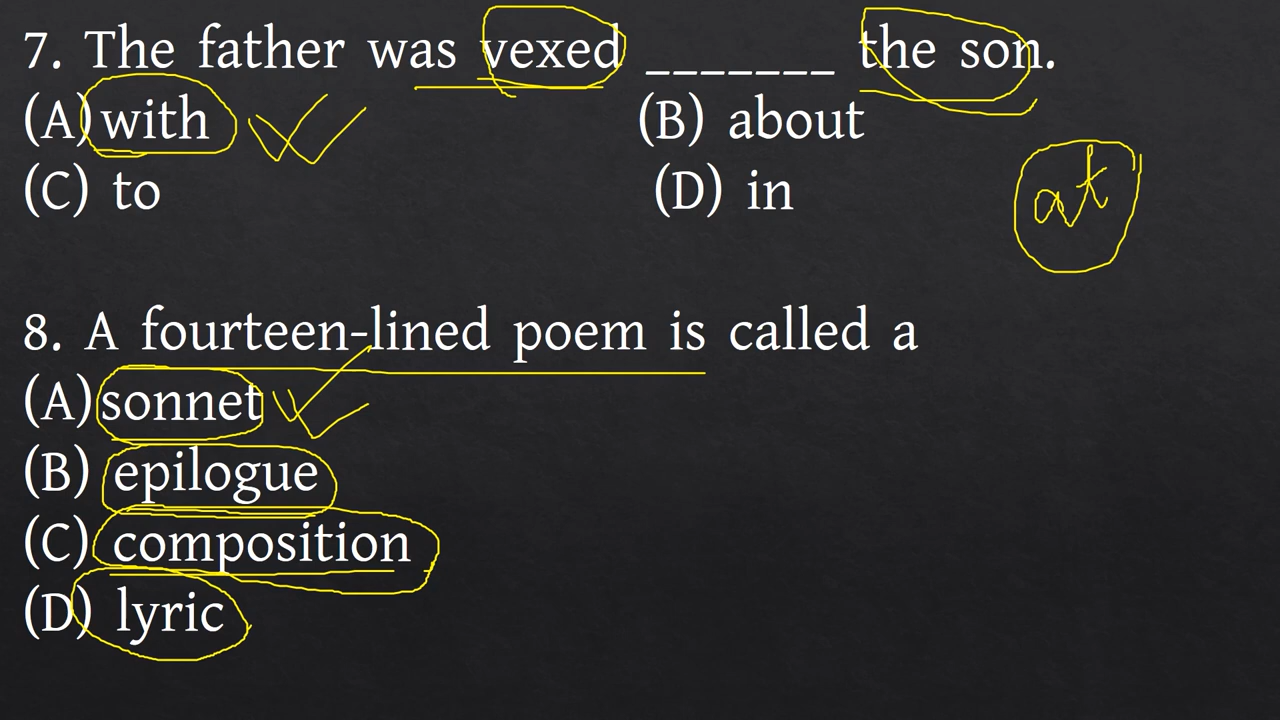 7. The father was vexed _______ the son.
(A) with (B) about
(C) to (D) in
at
8. A fourteen-lined poem is called a
(A) sonnet
(B) epilogue
(C) composition
(D) lyric